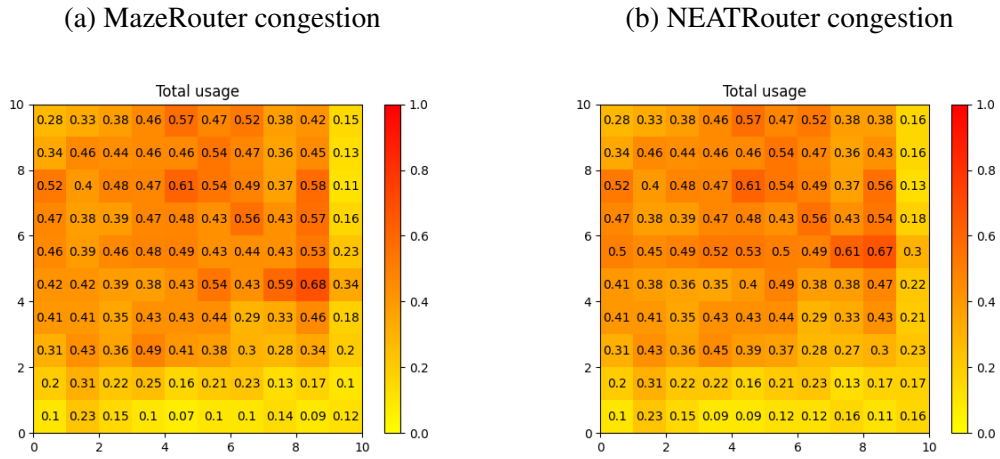 (a) MazeRouter congestion
Total usage
10
8
6
4
2
0
0.28 0.33 0.38 0.46 0.57 0.47 0.52 0.38 0.42 0.15
0.34 0.46 0.44 0.46 0.46 0.54 0.47 0.36 0.45 0.13
0.52 0.4 0.48 0.47 0.61 0.54 0.49 0.37 0.58 0.11
0.47 0.38 0.39 0.47 0.48 0.43 0.56 0.43 0.57 0.16
0.46 0.39 0.46 0.48 0.49 0.43 0.44 0.43 0.53 0.23
0.42 0.42 0.39 0.38 0.43 0.54 0.43 0.59 0.68 0.34
0.41 0.41 0.35 0.43 0.43 0.44 0.29 0.33 0.46 0.18
0.31 0.43 0.36 0.49 0.41 0.38 0.3 0.28 0.34 0.2
0.2 0.31 0.22 0.25 0.16 0.21 0.23 0.13 0.17 0.1
0.1 0.23 0.15 0.1 0.07 0.1 0.1 0.14 0.09 0.12
0 2 4 6 8 10
1.0
0.8
0.6
0.4
0.2
0.0
(b) NEATRouter congestion
Total usage
10
8
6
4
2
0
0.28 0.33 0.38 0.46 0.57 0.47 0.52 0.38 0.38 0.16
0.34 0.46 0.44 0.46 0.46 0.54 0.47 0.36 0.43 0.16
0.52 0.4 0.48 0.47 0.61 0.54 0.49 0.37 0.56 0.13
0.47 0.38 0.39 0.47 0.48 0.43 0.56 0.43 0.54 0.18
0.5 0.45 0.49 0.52 0.53 0.5 0.49 0.61 0.67 0.3
0.41 0.38 0.36 0.35 0.4 0.49 0.38 0.38 0.47 0.22
0.41 0.41 0.35 0.43 0.43 0.44 0.29 0.33 0.43 0.21
0.31 0.43 0.36 0.45 0.39 0.37 0.28 0.27 0.3 0.23
0.2 0.31 0.22 0.22 0.16 0.21 0.23 0.13 0.17 0.17
0.1 0.23 0.15 0.09 0.09 0.12 0.12 0.16 0.11 0.16
0 2 4 6 8 10
1.0
0.8
0.6
0.4
0.2
0.0